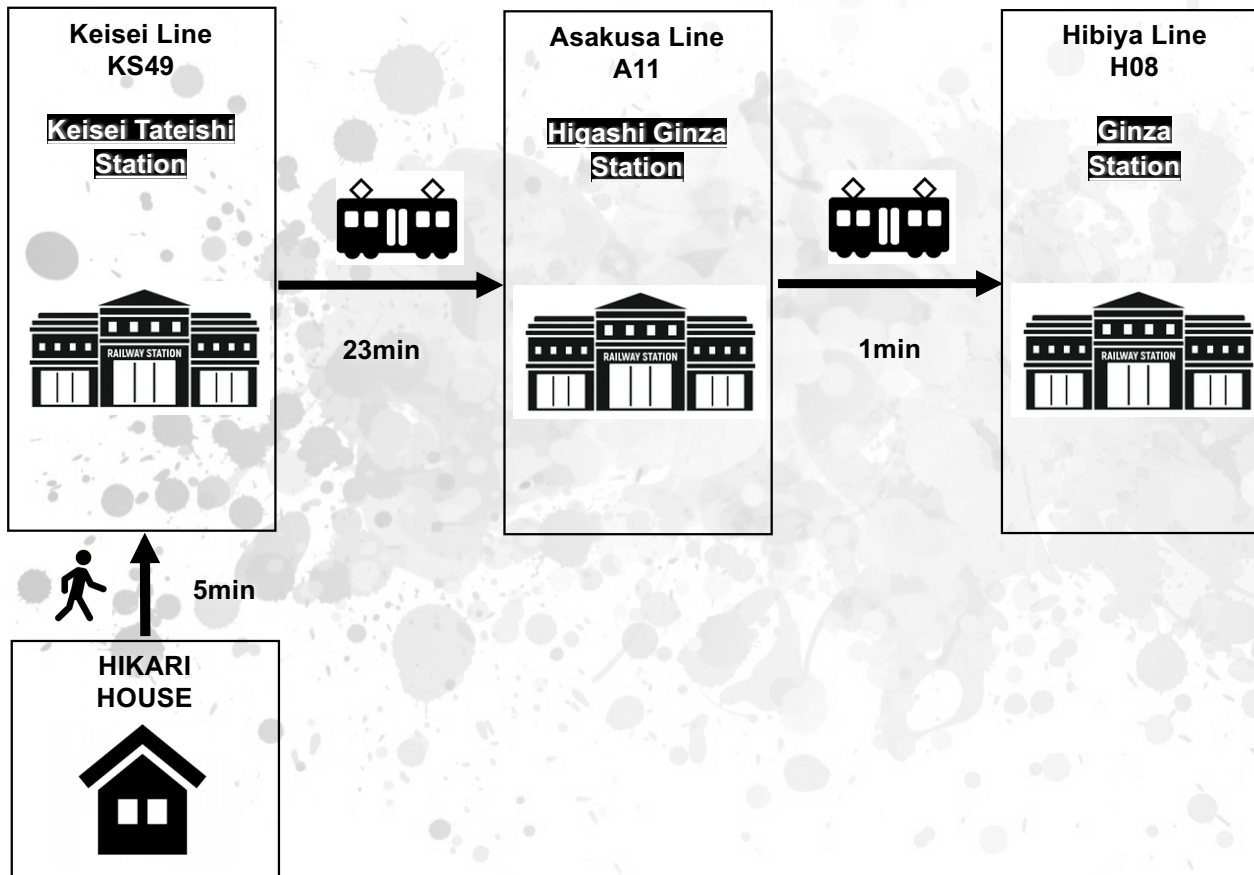 Keisei Line
KS49
Keisei Tateishi
Station
RAILWAY STATION
23min
Asakusa Line
A11
Higashi Ginza
Station
RAILWAY STATION
1min
Hibiya Line
H08
Ginza
Station
RAILWAY STATION
5min
HIKARI
HOUSE